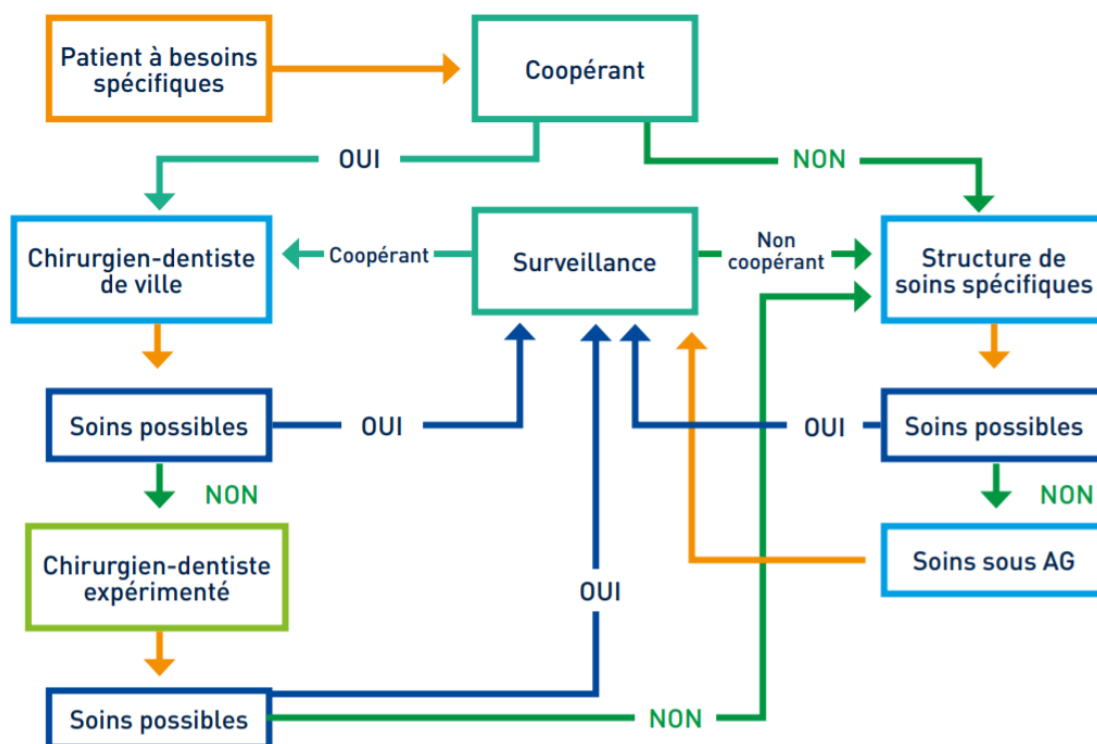 Patient à besoins
spécifiques
Coopérant
OUI
NON
Chirurgien-dentiste
de ville
Coopérant
Surveillance
Non
coopérant
Structure de
soins spécifiques
Soins possibles
OUI
OUI
Soins possibles
NON
NON
Chirurgien-dentiste
expérimenté
OUI
Soins sous AG
Soins possibles
NON